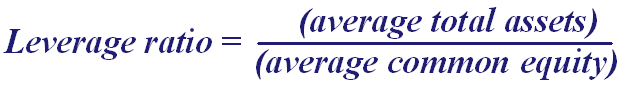 Leverage ratio = (average total assets)
(average common equity)